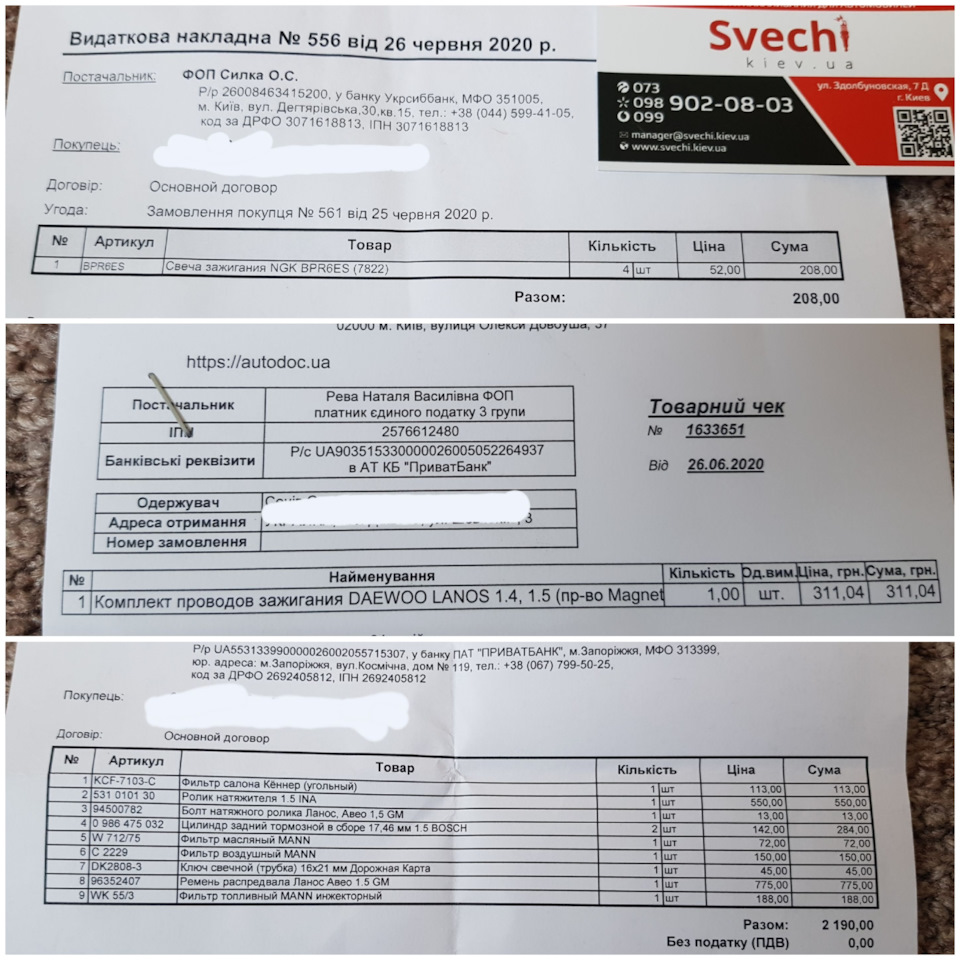 Видаткова накладна № 556 від 26 червня 2020 р.
Постачальник: ФОП Силка О.С.
Р/р 26008463415200, у банку Укрсиббанк, МФО 351005,
м. Київ, вул. Дегтярівська,30,кв.15, тел.: +38 (044) 599-41-05,
код за ДРФО 3071618813, ІПН 3071618813
Покупець:
Договір: Основной договор
Угода: Замовлення покупця № 561 від 25 червня 2020 р.
№ Артикул Товар Кількість Ціна Сума
1 BPR6ES Свеча зажигания NGK BPR6ES (7822) 4 шт 52,00 208,00
Разом: 208,00
Svechi
kiev.ua
073
098 902-08-03
099
manager@svechi.kiev.ua
www.svechi.kiev.ua
ул. Здолбуновская, 7 Д
г. Киев
02000 м. Київ, вулиця Олекси Довбуша, 37
https://autodoc.ua
Постачальник Рева Наталя Василівна ФОП
платник єдиного податку 3 групи
ІПН 2576612480
Банківські реквізити Р/с UA903515330000026005052264937
в АТ КБ "ПриватБанк"
Товарний чек
№ 1633651
Від 26.06.2020
Одержувач
Адреса отримання
Номер замовлення
№ Найменування Кількість Од.вим. Ціна, грн. Сума, грн.
1 Комплект проводов зажигания DAEWOO LANOS 1.4, 1.5 (пр-во Magnet 1,00 шт. 311,04 311,04
Р/р UA553133990000026002055715307, у банку ПАТ "ПРИВАТБАНК", м.Запоріжжя, МФО 313399,
юр. адреса: м.Запоріжжя, вул.Космічна, дом № 119, тел.: +38 (067) 799-50-25,
код за ДРФО 2692405812, ІПН 2692405812
Покупець:
Договір: Основной договор
№ Артикул Товар Кількість Ціна Сума
1 KCF-7103-C Фильтр салона Кённер (угольный) 1 шт 113,00 113,00
2 531 0101 30 Ролик натяжителя 1.5 INA 1 шт 550,00 550,00
3 94500782 Болт натяжного ролика Ланос, Авео 1,5 GM 1 шт 13,00 13,00
4 0 986 475 032 Цилиндр задний тормозной в сборе 17,46 мм 1.5 BOSCH 2 шт 142,00 284,00
5 W 712/75 Фильтр масляный MANN 1 шт 72,00 72,00
6 C 2229 Фильтр воздушный MANN 1 шт 150,00 150,00
7 DK2808-3 Ключ свечной (трубка) 16x21 мм Дорожная Карта 1 шт 45,00 45,00
8 96352407 Ремень распредвала Ланос Авео 1.5 GM 1 шт 775,00 775,00
9 WK 55/3 Фильтр топливный MANN инжекторный 1 шт 188,00 188,00
Разом: 2 190,00
Без податку (ПДВ) 0,00